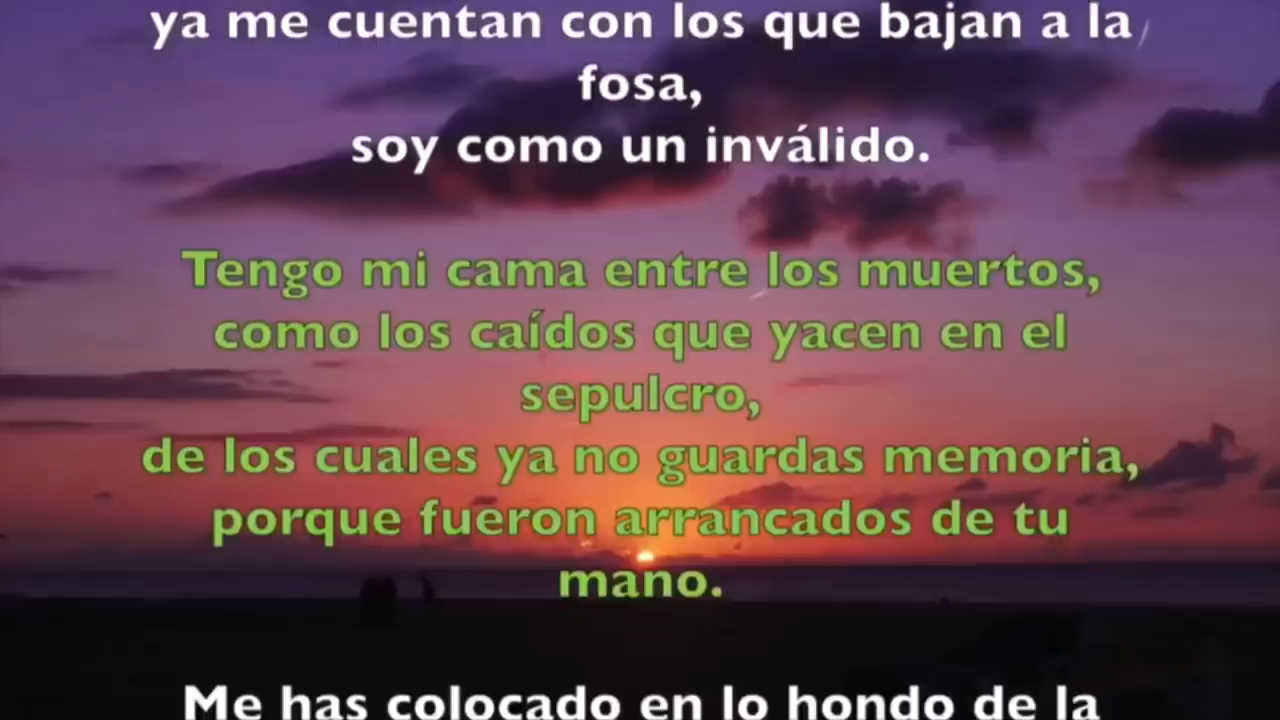 ya me cuentan con los que bajan a la
fosa,
soy como un inválido.
Tengo mi cama entre los muertos,
como los caídos que yacen en el
sepulcro,
de los cuales ya no guardas memoria,
porque fueron arrancados de tu
mano.
Me has colocado en lo hondo de la